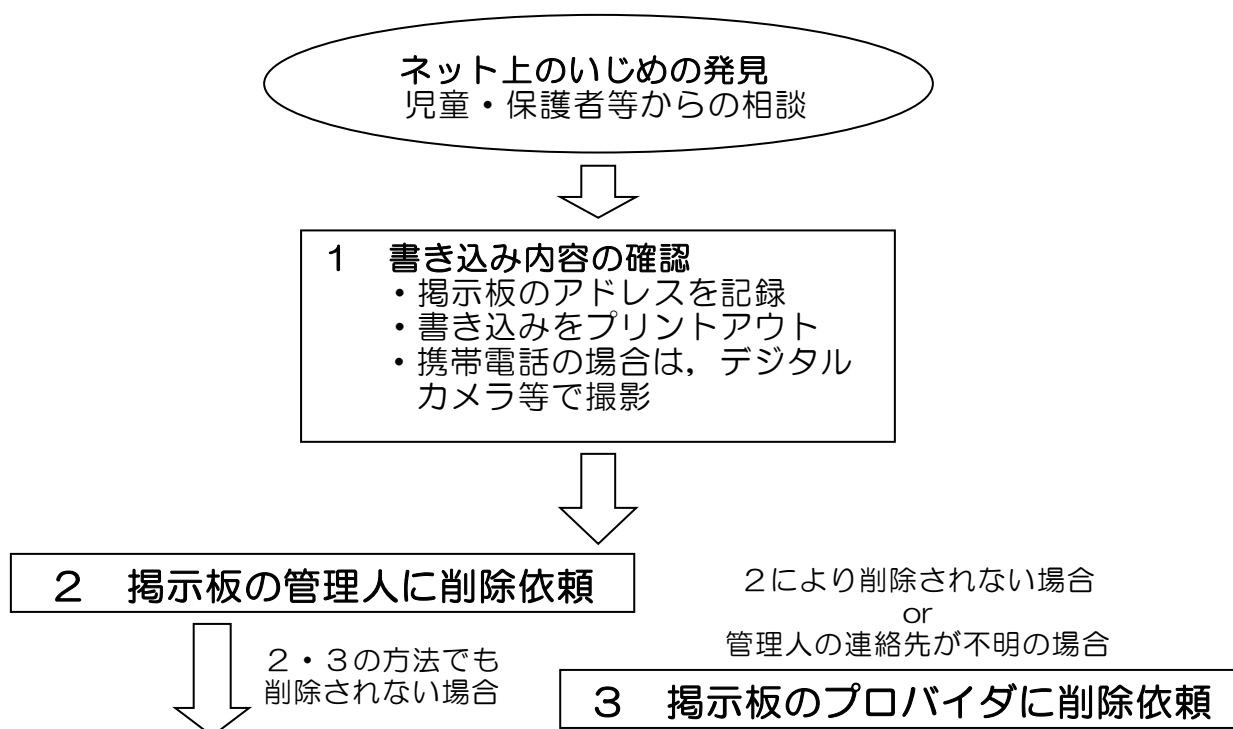 ネット上のいじめの発見
児童・保護者等からの相談
１　書き込み内容の確認
・掲示板のアドレスを記録
・書き込みをプリントアウト
・携帯電話の場合は，デジタル
カメラ等で撮影
２　掲示板の管理人に削除依頼
２により削除されない場合
or
管理人の連絡先が不明の場合
２・３の方法でも
削除されない場合
３　掲示板のプロバイダに削除依頼